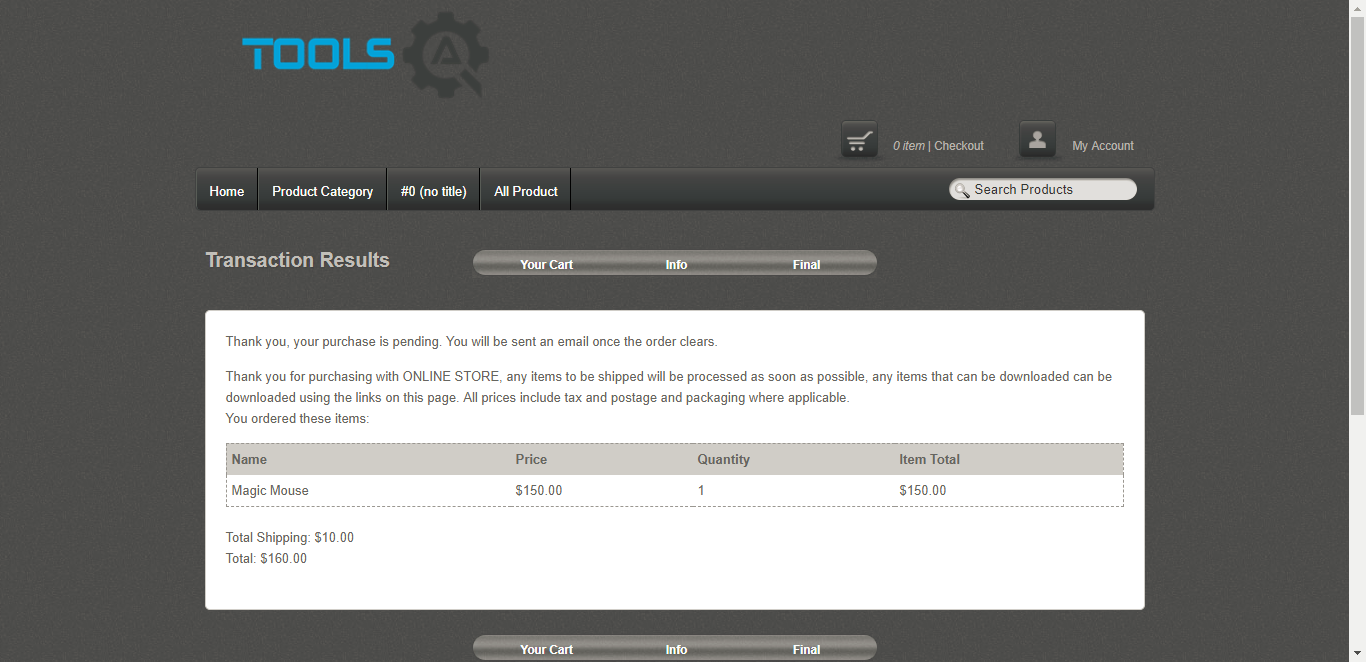 TOOLS
0 item | Checkout
My Account
Home
Product Category
#0 (no title)
All Product
Search Products
Transaction Results
Your Cart
Info
Final
Thank you, your purchase is pending. You will be sent an email once the order clears.
Thank you for purchasing with ONLINE STORE, any items to be shipped will be processed as soon as possible, any items that can be downloaded can be
downloaded using the links on this page. All prices include tax and postage and packaging where applicable.
You ordered these items:
Name Price Quantity Item Total
Magic Mouse $150.00 1 $150.00
Total Shipping: $10.00
Total: $160.00
Your Cart
Info
Final